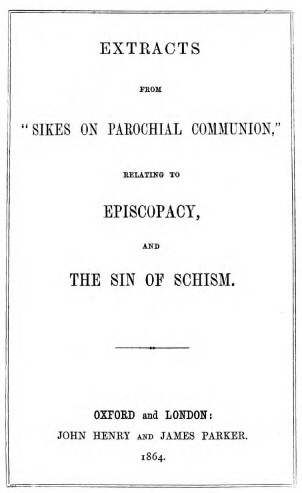 EXTRACTS
FROM
"SIKES ON PAROCHIAL COMMUNION,"
RELATING TO
EPISCOPACY,
AND
THE SIN OF SCHISM.
OXFORD and LONDON:
JOHN HENRY AND JAMES PARKER.
1864.